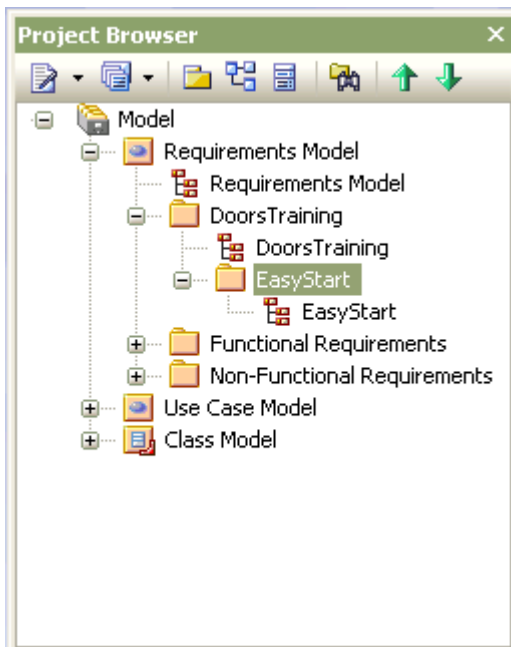 Project Browser
Model
Requirements Model
Requirements Model
DoorsTraining
DoorsTraining
EasyStart
EasyStart
Functional Requirements
Non-Functional Requirements
Use Case Model
Class Model